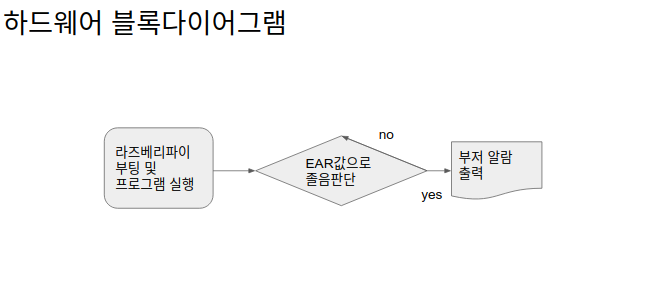 하드웨어 블록다이어그램
라즈베리파이
부팅 및
프로그램 실행
EAR값으로
졸음판단
no
yes
부저 알람
출력